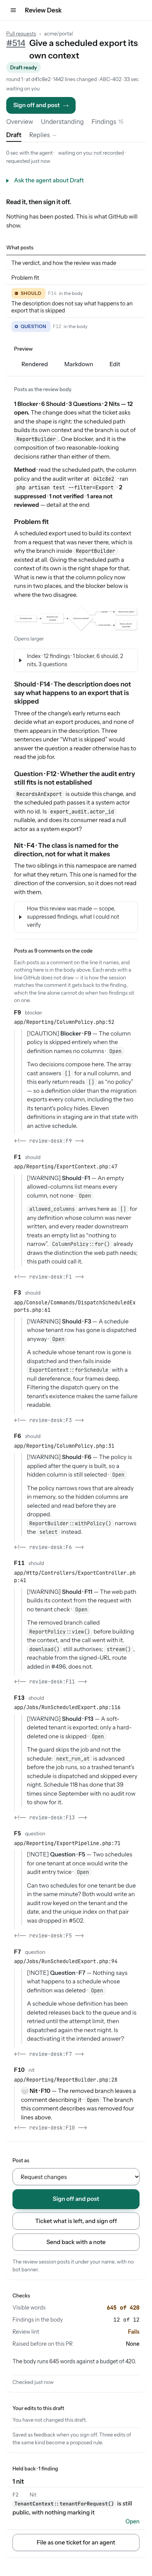 Review Desk
Pull requests › acme/portal
#514 Give a scheduled export its own context
Draft ready
round 1 · at d41c8e2 · 1442 lines changed · ABC-402 · 33 sec
waiting on you
Sign off and post →
Overview Understanding Findings 15
Draft Replies —
0 sec with the agent · waiting on you: not recorded ·
requested just now
Ask the agent about Draft
Read it, then sign it off.
Nothing has been posted. This is what GitHub will
show.
What posts
The verdict, and how the review was made
Problem fit
SHOULD F14 in the body
The description does not say what happens to an
export that is skipped
QUESTION F12 in the body
Preview
Rendered Markdown Edit
Posts as the review body
1 Blocker · 6 Should · 3 Questions · 2 Nits — 12
open. The change does what the ticket asks
and stops short of the rule: a scheduled path
builds its own context and the branch is out of
ReportBuilder. One blocker, and it is the
composition of two reasonable-looking
decisions rather than either of them.
Method · read the scheduled path, the column
policy and the audit writer at d41c8e2 · ran
php artisan test --filter=Export · 2
suppressed · 1 not verified · 1 area not
reviewed — detail at the end
Problem fit
A scheduled export used to build its context
from a request that was never there, which is
why the branch inside ReportBuilder
existed at all. Giving the scheduled path a
context of its own is the right shape for that.
What is left is the column policy now
running in two places, and the blocker below
are what the two disagree.
Opens larger
Index · 12 findings · 1 blocker, 6 should, 2
nits, 3 questions
Should · F14 · The description does not
say what happens to an export that is
skipped
Three of the change's errors reach each
consumer, and two of them are promised
differently in the description. Three
sentences under "What is skipped" would
answer a reader who only ever meets this to
read the job for.
Question · F12 · Whether the audit entry
still fits is not established
RecordsAnExport is outside this change, and
the scheduled path passes it a system actor
with no id. Is export_audit.actor_id
nullable, and does its consumer read a null
actor as a system export?
Nit · F4 · The class is named for the
direction, not for what it makes
The two siblings in this namespace are named
for what they return. This one is named for
the direction of the conversion, so it does not
sit with them.
How this review was made — scope,
suppressed findings, what I could not
verify
Posts as 9 comments on the code
Each posts as a comment on the line it names, and
nothing here is in the body above. Each ends with a
line GitHub does not draw — it is how a session
matches the comment it gets back to the finding,
which the line alone cannot do when two findings sit
on one.
F9 blocker
app/Reporting/ColumnPolicy.php:52
[!CAUTION] Blocker · F9 — The column
policy is skipped entirely when the
definition names no columns · Open
Two decisions compose here. The array
cast answers [] for a null column, and
this early return reads [] as "no policy"
— so a definition older than the migration
exports every column, including the two
it's tenant policy hides. Eleven
definitions in staging are in that state with
an active schedule.
<!-- review-desk:F9 -->
F1 should
app/Reporting/ExportContext.php:47
[!WARNING] Should · F1 — An empty
allowed-columns list means every
column, not none · Open
allowed_columns arrives here as [] for
any definition whose column was never
written, and every reader downstream
treats an empty list as "nothing to
narrow". ColumnPolicy::for() already
draws the distinction the web path needs;
this path could call it.
<!-- review-desk:F1 -->
F3 should
app/Console/Commands/DispatchScheduledEx
ports.php:61
[!WARNING] Should · F3 — A schedule
whose tenant row has gone is dispatched
anyway · Open
A schedule whose tenant row is gone is
dispatched and then fails inside
ExportContext::forSchedule with a
null dereference, four frames deep.
Filtering the dispatch query on the
tenant's existence makes the same failure
readable.
<!-- review-desk:F3 -->
F6 should
app/Reporting/ColumnPolicy.php:31
[!WARNING] Should · F6 — The policy is
applied after the query is built, so a
hidden column is still selected · Open
The policy narrows rows that are already
in memory, so the hidden columns are
selected and read before they are
dropped.
ReportBuilder::withPolicy() narrows
the select instead.
<!-- review-desk:F6 -->
F11 should
app/Http/Controllers/ExportController.ph
p:41
[!WARNING] Should · F11 — The web path
builds its context from the request with
no tenant check · Open
The removed branch called
ReportPolicy::view() before building
the context, and the call went with it.
download() still authorises; stream(),
reachable from the signed-URL route
added in #496, does not.
<!-- review-desk:F11 -->
F13 should
app/Jobs/RunScheduledExport.php:116
[!WARNING] Should · F13 — A soft-
deleted tenant is exported; only a hard-
deleted one is skipped · Open
The guard skips the job and not the
schedule: next_run_at is advanced
before the job runs, so a tenant that
comes back has silently missed every
export. Schedule 118 has done that 39
times since September with no audit row
to show for it.
<!-- review-desk:F13 -->
F5 question
app/Reporting/ExportPipeline.php:71
[!NOTE] Question · F5 — Two schedules
for one tenant at once would write the
audit entry twice · Open
Can two schedules for one tenant be due
in the same minute? Both would write an
audit row keyed on the tenant and the
date, and the unique index on that pair
was dropped in #502.
<!-- review-desk:F5 -->
F7 question
app/Jobs/RunScheduledExport.php:94
[!NOTE] Question · F7 — Nothing says
what happens to a schedule whose
definition was deleted · Open
A schedule whose definition has been
deleted falls through to the release and is
retried until the attempt limit, then
dispatched again the next night. Is
deactivating it the intended answer?
<!-- review-desk:F7 -->
F10 nit
app/Reporting/ReportBuilder.php:28
Nit · F10 — The removed branch leaves a
comment describing it · Open The branch
that comment describes was removed four
lines above.
<!-- review-desk:F10 -->
Post as
Request changes
Sign off and post
Ticket what is left, and sign off
Send back with a note
The review session posts it under your name, with no
bot banner.
Checks
Visible words 645 of 420
Findings in the body 12 of 12
Review lint Fails
Raised before on this PR None
The body runs 645 words against a budget of 420.
Checked just now
Your edits to this draft
You have not changed this draft.
Saved as feedback when you sign off. Three edits of
the same kind become a proposed rule.
Held back · 1 finding
1 nit
F2 Nit
TenantContext::tenantForRequest() is still
public, with nothing marking it
Open
File as one ticket for an agent